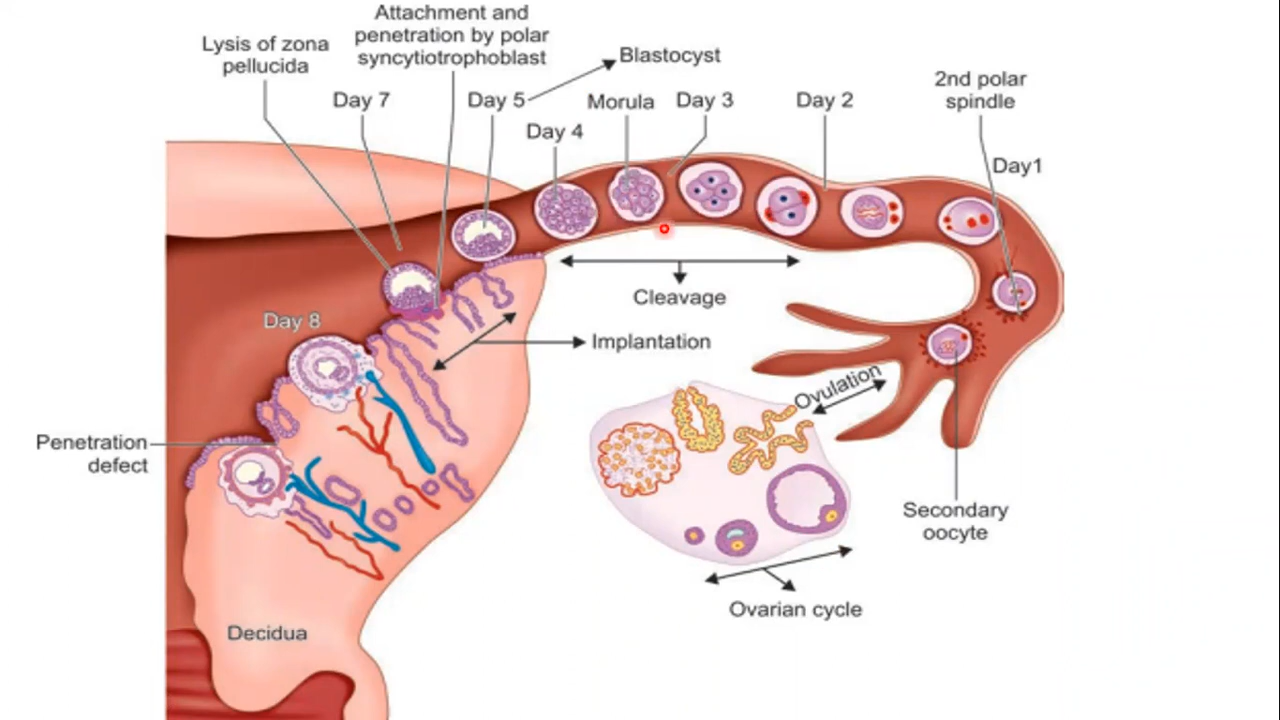 Attachment and
penetration by polar
syncytiotrophoblast
Lysis of zona
pellucida
Blastocyst
Day 7
Day 5
Morula
Day 3
Day 2
2nd polar
spindle
Day 4
Day1
Cleavage
Day 8
Implantation
Ovulation
Penetration
defect
Secondary
oocyte
Ovarian cycle
Decidua